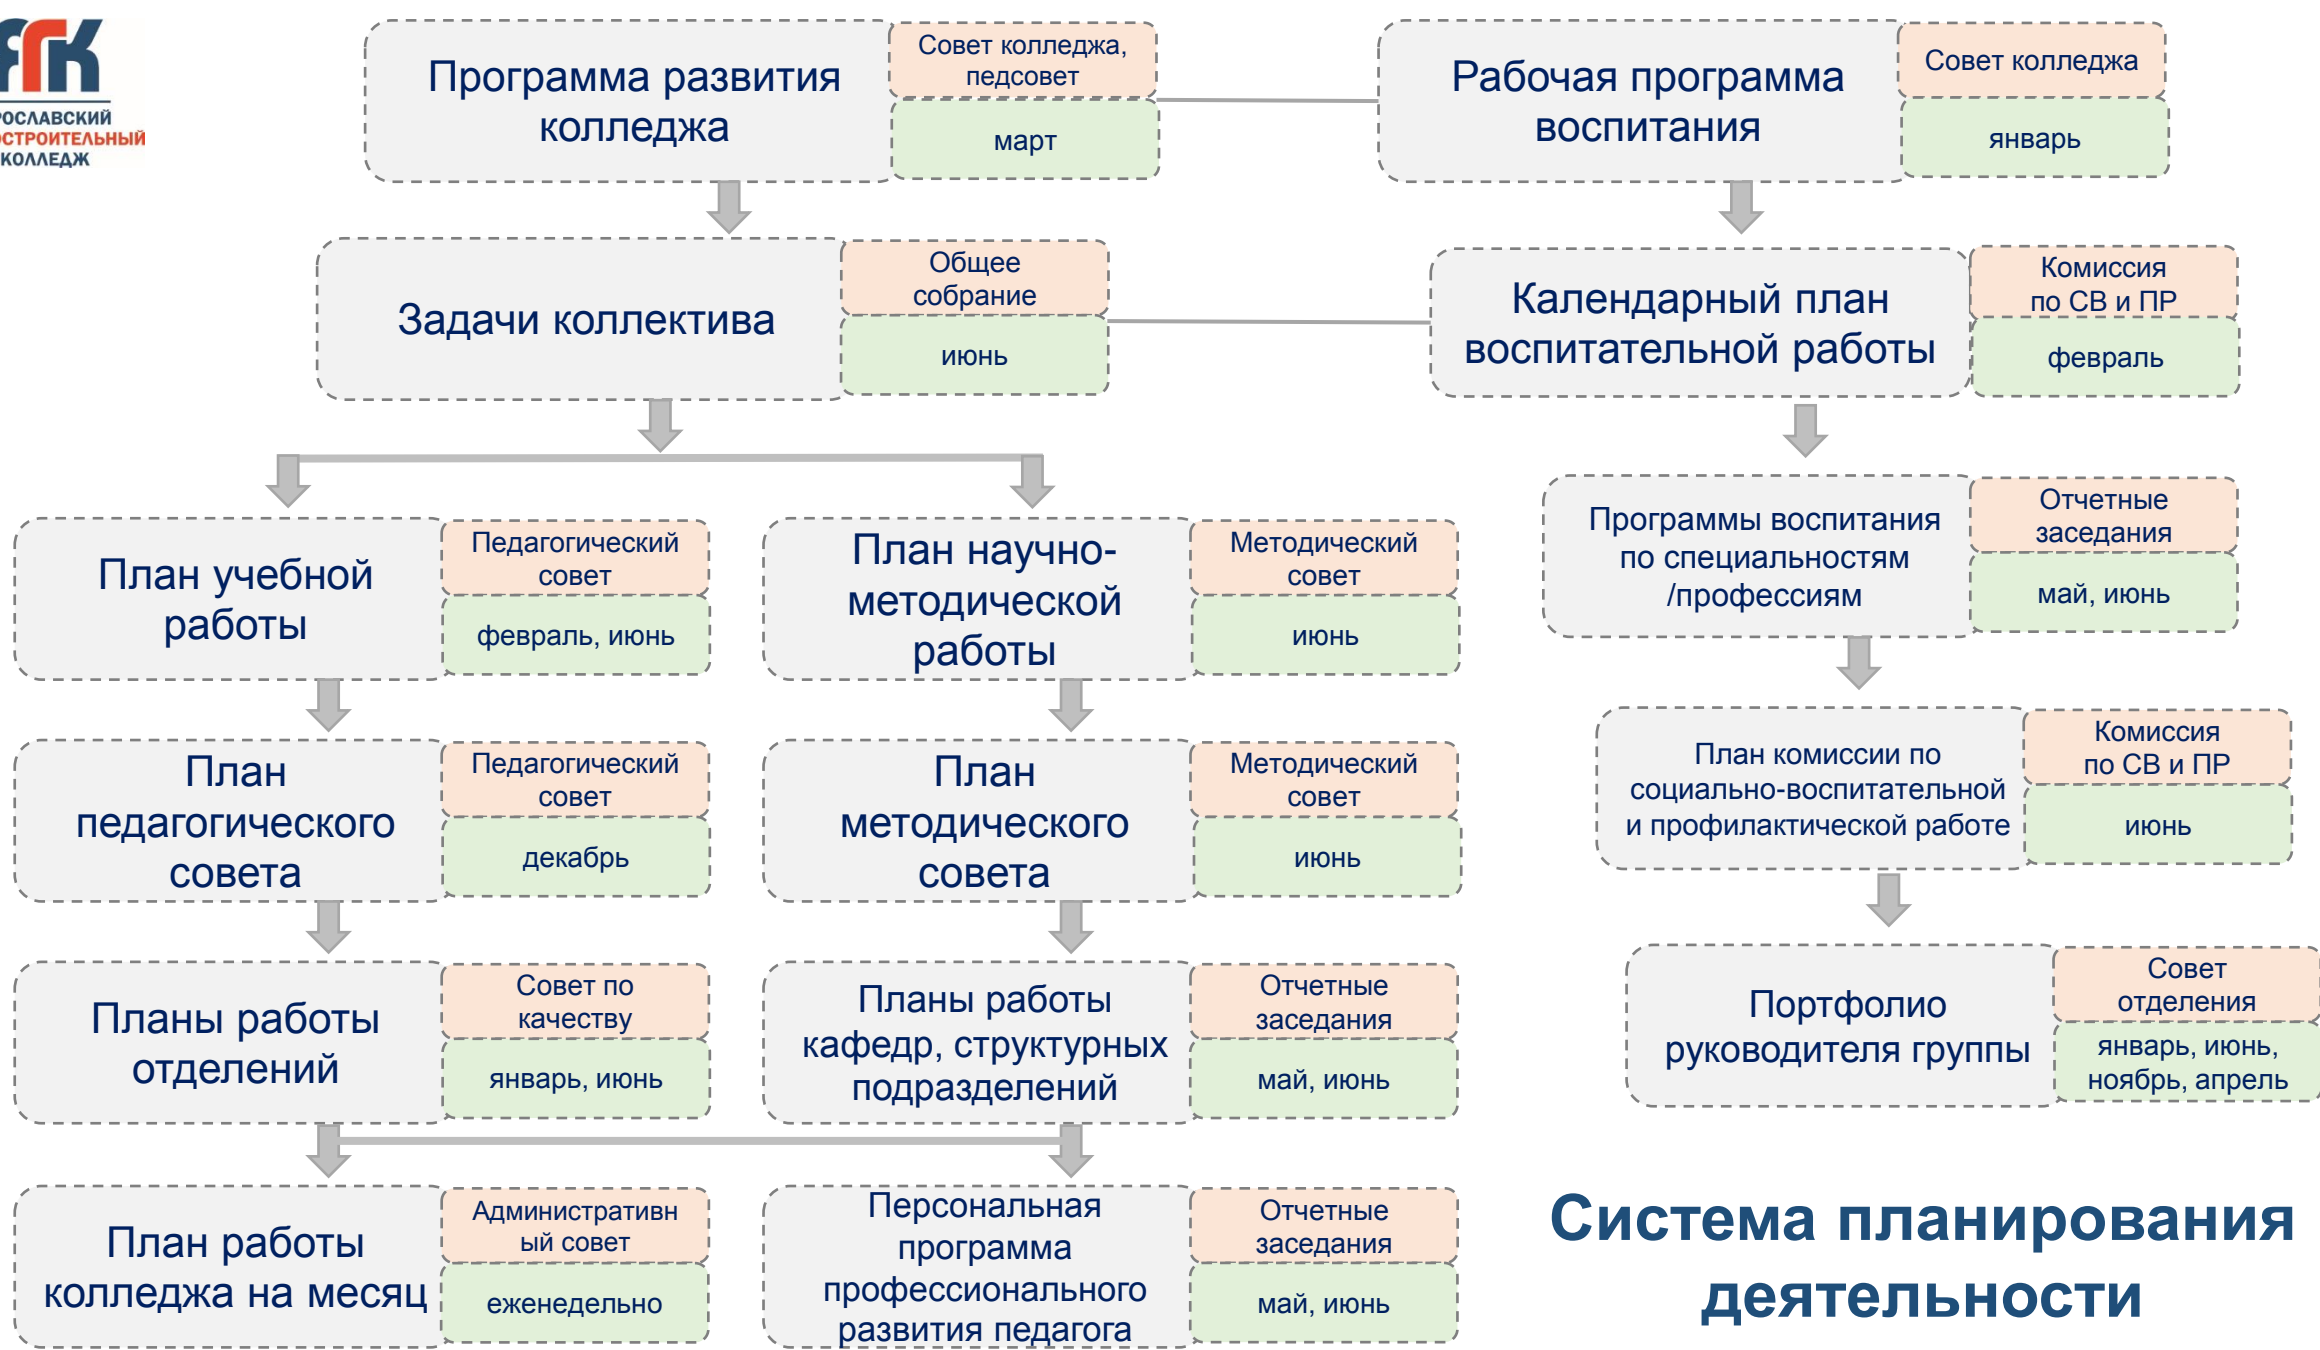 КОЛЛЕДЖ
Программа развития
колледжа
Совет колледжа,
педсовет
март
Рабочая программа
воспитания
Совет колледжа
январь
Задачи коллектива
Общее
собрание
июнь
Календарный план
воспитательной работы
Комиссия
по СВ и ПР
февраль
План учебной
работы
Педагогический
совет
февраль, июнь
План научно-
методической
работы
Методический
совет
июнь
Программы воспитания
по специальностям
/профессиям
Отчетные
заседания
май, июнь
План
педагогического
совета
Педагогический
совет
декабрь
План
методического
совета
Методический
совет
июнь
План комиссии по
социально-воспитательной
и профилактической работе
Комиссия
по СВ и ПР
июнь
Планы работы
отделений
Совет по
качеству
январь, июнь
Планы работы
кафедр, структурных
подразделений
Отчетные
заседания
май, июнь
Портфолио
руководителя группы
Совет
отделения
январь, июнь,
ноябрь, апрель
План работы
колледжа на месяц
Административн
ый совет
еженедельно
Персональная
программа
профессионального
развития педагога
Отчетные
заседания
май, июнь
Система планирования
деятельности